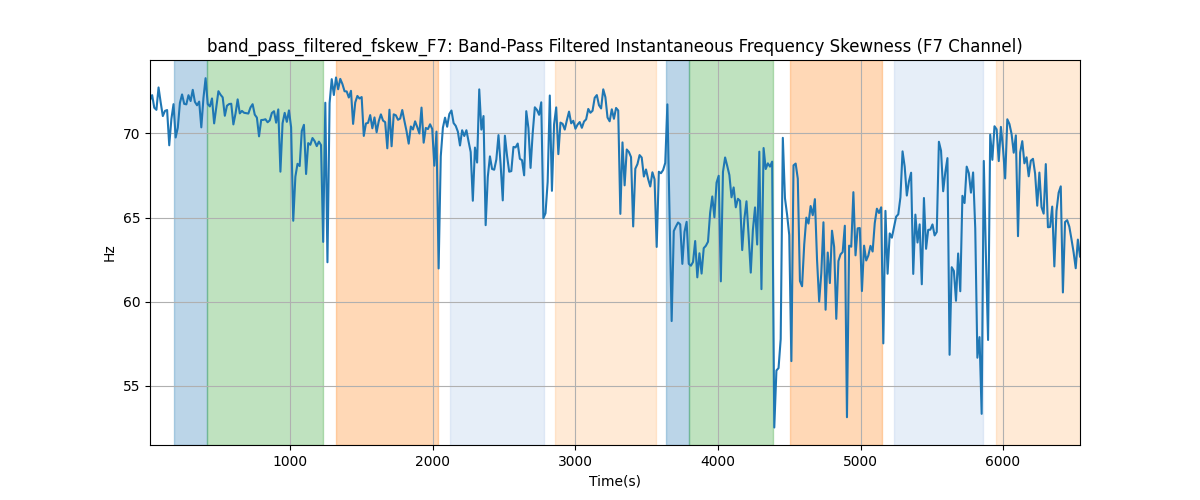 band_pass_filtered_fskew_F7: Band-Pass Filtered Instantaneous Frequency Skewness (F7 Channel)
70
65
60
55
Hz
1000 2000 3000 4000 5000 6000
Time(s)